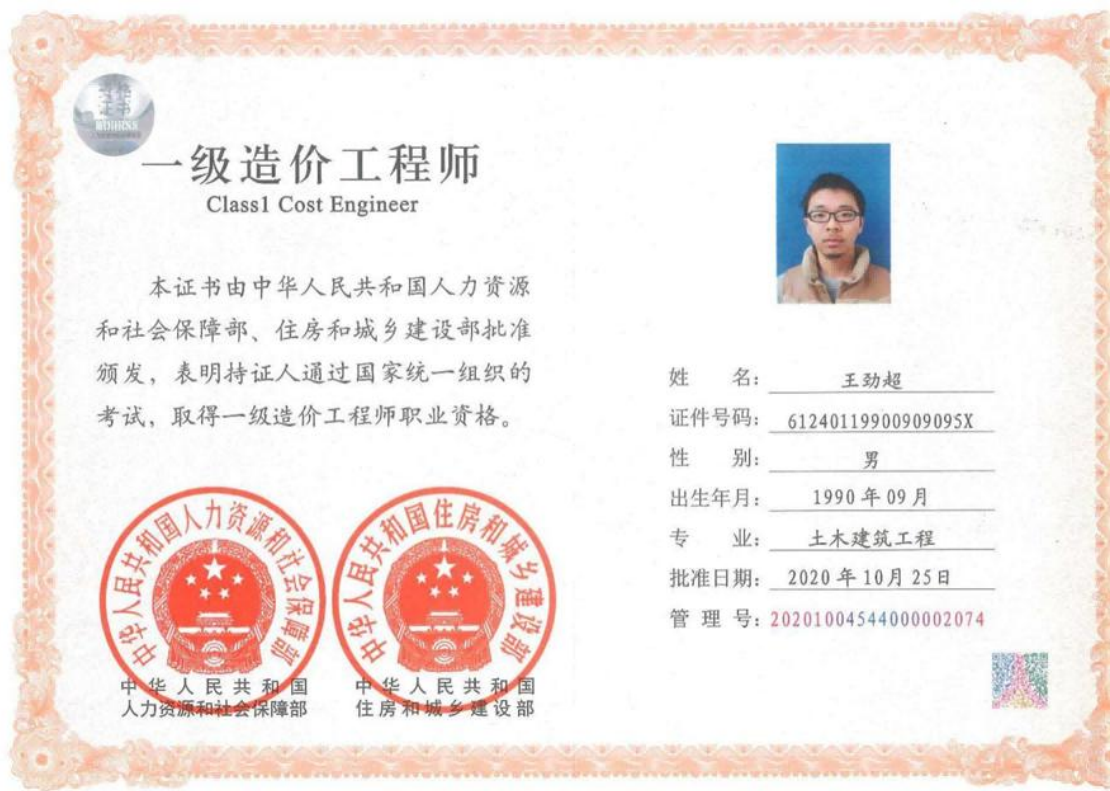 一级造价工程师
Class1 Cost Engineer
本证书由中华人民共和国人力资源
和社会保障部、住房和城乡建设部批准
颁发，表明持证人通过国家统一组织的
考试，取得一级造价工程师职业资格。
中华人民共和国人力资源和社会保障部
中华人民共和国住房和城乡建设部
中华人民共和国
人力资源和社会保障部
中华人民共和国
住房和城乡建设部
姓 名： 王劲超
证件号码： 61240119900909095X
性 别： 男
出生年月： 1990年09月
专 业： 土木建筑工程
批准日期： 2020年10月25日
管 理 号： 20201004544000002074